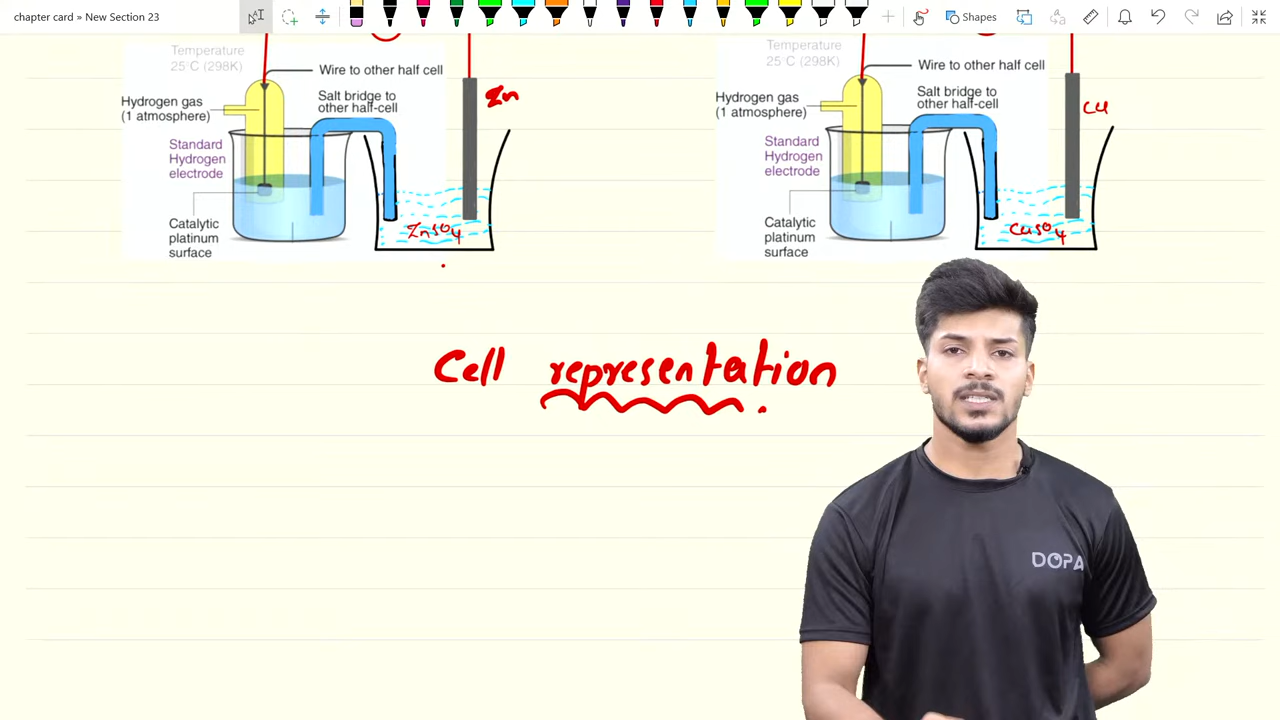 chapter card » New Section 23
Shapes
Temperature
25°C (298K)
Wire to other half cell
Hydrogen gas
(1 atmosphere)
Salt bridge to
other half-cell
Standard
Hydrogen
electrode
Catalytic
platinum
surface
Zn
ZnSO4
Temperature
25°C (298K)
Wire to other half cell
Hydrogen gas
(1 atmosphere)
Salt bridge to
other half-cell
Standard
Hydrogen
electrode
Catalytic
platinum
surface
Cu
CuSO4
Cell representation
DOPA